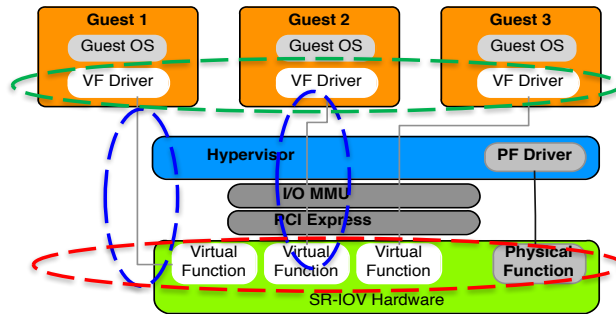 Guest 1 Guest 2 Guest 3
Guest OS Guest OS Guest OS
VF Driver VF Driver VF Driver
Hypervisor PF Driver
I/O MMU
PCI Express
Virtual Function Virtual Function Virtual Function Physical Function
SR-IOV Hardware